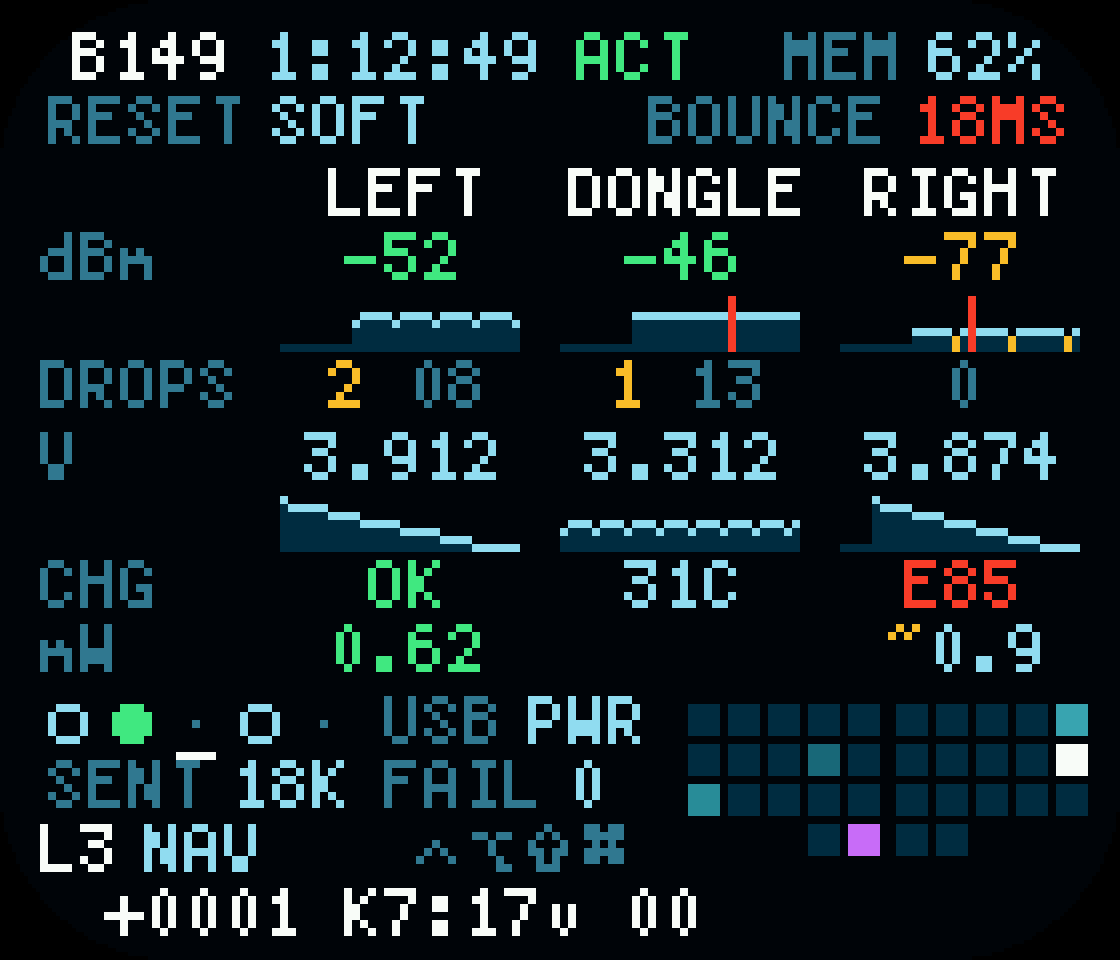 B149 1:12:49 ACT MEM 62%
RESET SOFT BOUNCE 18MS
LEFT DONGLE RIGHT
dBm -52 -46 -77
DROPS 2 08 1 13 0
V 3.912 3.312 3.874
CHG OK 31C E85
mW 0.62 ~0.9
USB PWR
SENT 18K FAIL 0
L3 NAV ^⌥⇧⌘
+0001 K7:17v 00